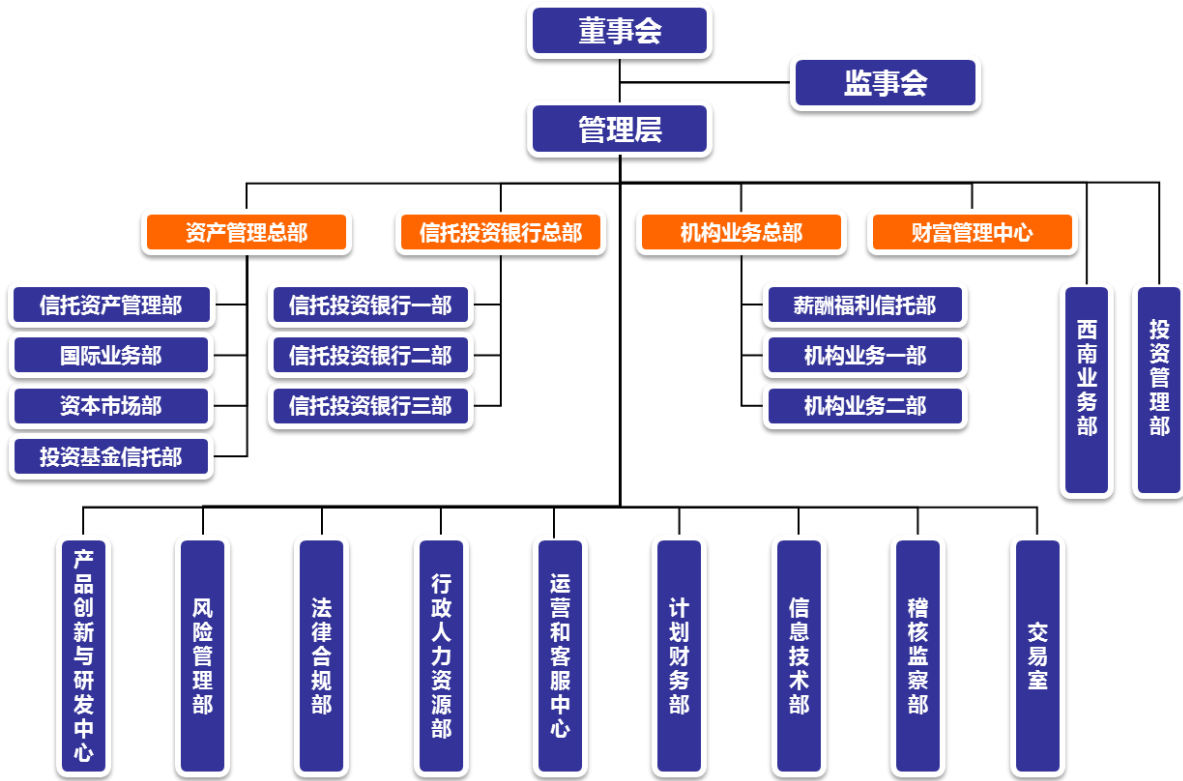 董事会
监事会
管理层
资产管理总部
信托投资银行总部
机构业务总部
财富管理中心
信托资产管理部
国际业务部
资本市场部
投资基金信托部
信托投资银行一部
信托投资银行二部
信托投资银行三部
薪酬福利信托部
机构业务一部
机构业务二部
西南业务部
投资管理部
产品创新与研发中心
风险管理部
法律合规部
行政人力资源部
运营和客服中心
计划财务部
信息技术部
稽核监察部
交易室